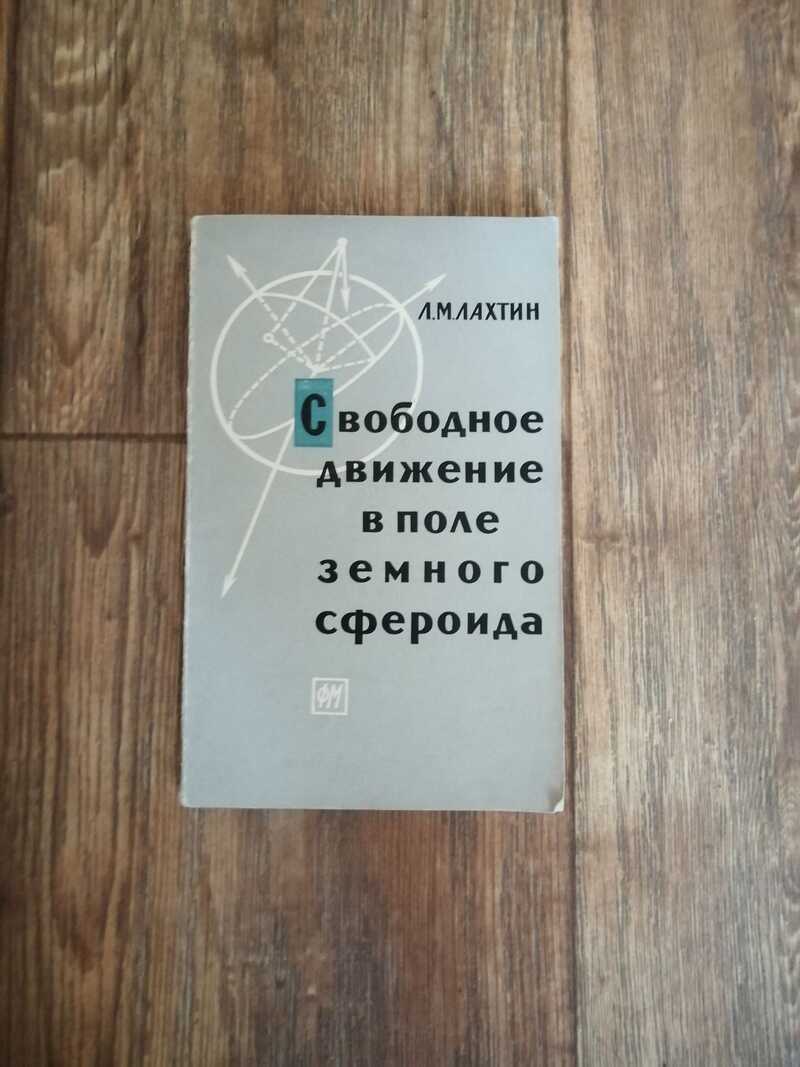 Л.М.ЛАХТИН
Свободное
движение
в поле
земного
сфероида
ФМ